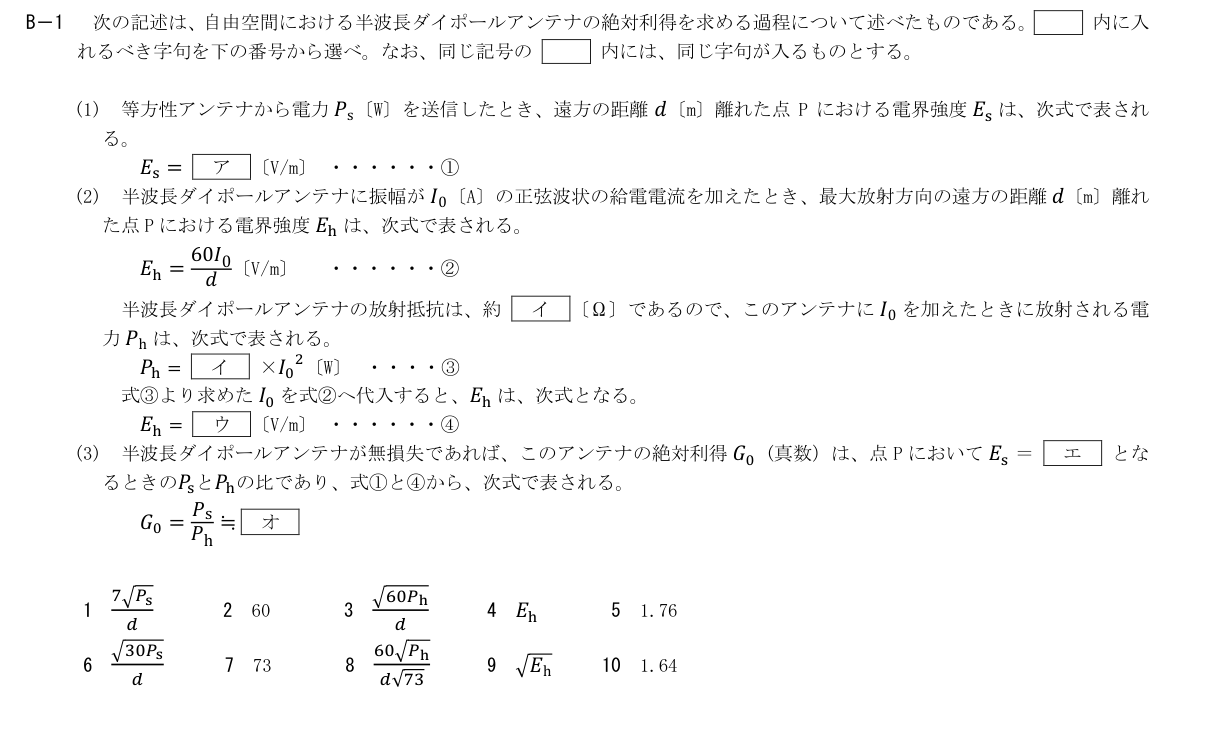 B－1　次の記述は、自由空間における半波長ダイポールアンテナの絶対利得を求める過程について述べたものである。□ 内に入
れるべき字句を下の番号から選べ。なお、同じ記号の □ 内には、同じ字句が入るものとする。
(1)　等方性アンテナから電力 Ps〔W〕を送信したとき、遠方の距離 d〔m〕離れた点 P における電界強度 Es は、次式で表され
る。
Es = ア〔V/m〕 ・・・・・・①
(2)　半波長ダイポールアンテナに振幅が I0〔A〕の正弦波状の給電電流を加えたとき、最大放射方向の遠方の距離 d〔m〕離れ
た点 P における電界強度 Eh は、次式で表される。
Eh = 60I0/d〔V/m〕 ・・・・・・②
半波長ダイポールアンテナの放射抵抗は、約 イ〔Ω〕であるので、このアンテナに I0 を加えたときに放射される電
力 Ph は、次式で表される。
Ph = イ ×I0²〔W〕 ・・・・③
式③より求めた I0 を式②へ代入すると、Eh は、次式となる。
Eh = ウ〔V/m〕 ・・・・・・④
(3)　半波長ダイポールアンテナが無損失であれば、このアンテナの絶対利得 G0（真数）は、点 P において Es ＝ エ とな
るときのPsとPhの比であり、式①と④から、次式で表される。
G0 = Ps/Ph ≒ オ
1 7√Ps/d　2 60　3 √60Ph/d　4 Eh　5 1.76
6 √30Ps/d　7 73　8 60√Ph/d√73　9 √Eh　10 1.64